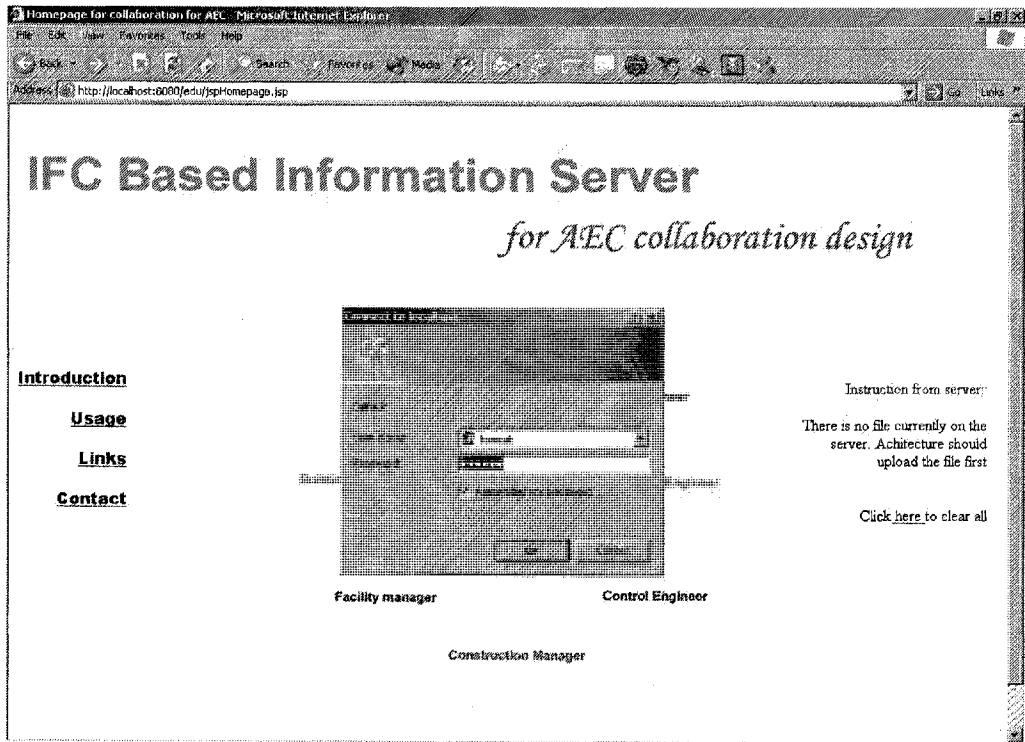 Homepage for collaboration for AEC - Microsoft Internet Explorer
File Edit View Favorites Tools Help
Back Search Favorites Media
Address http://localhost:8080/edu/jspHomepage.jsp Go Links
IFC Based Information Server
for AEC collaboration design
Introduction
Usage
Links
Contact
Instruction from server:
There is no file currently on the
server. Achitecture should
upload the file first
Click here to clear all
Facility manager
Control Engineer
Construction Manager